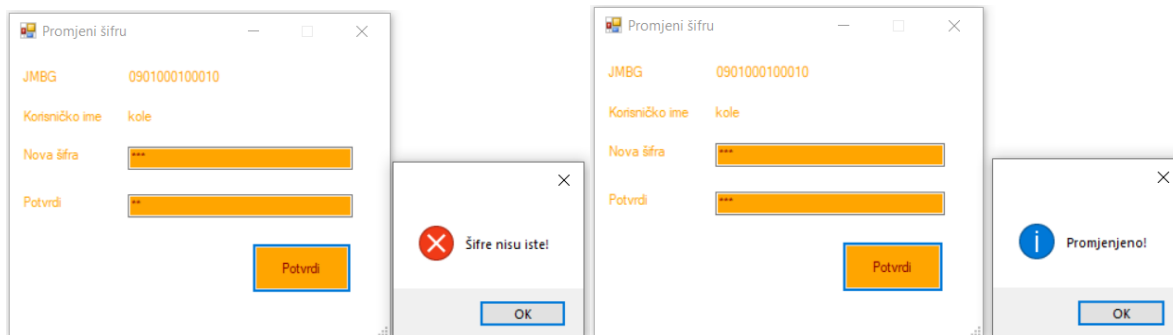 Promjeni šifru
JMBG 0901000100010
Korisničko ime kole
Nova šifra ***
Potvrdi **
Potvrdi
Šifre nisu iste!
OK
Promjeni šifru
JMBG 0901000100010
Korisničko ime kole
Nova šifra ***
Potvrdi ***
Potvrdi
Promjenjeno!
OK